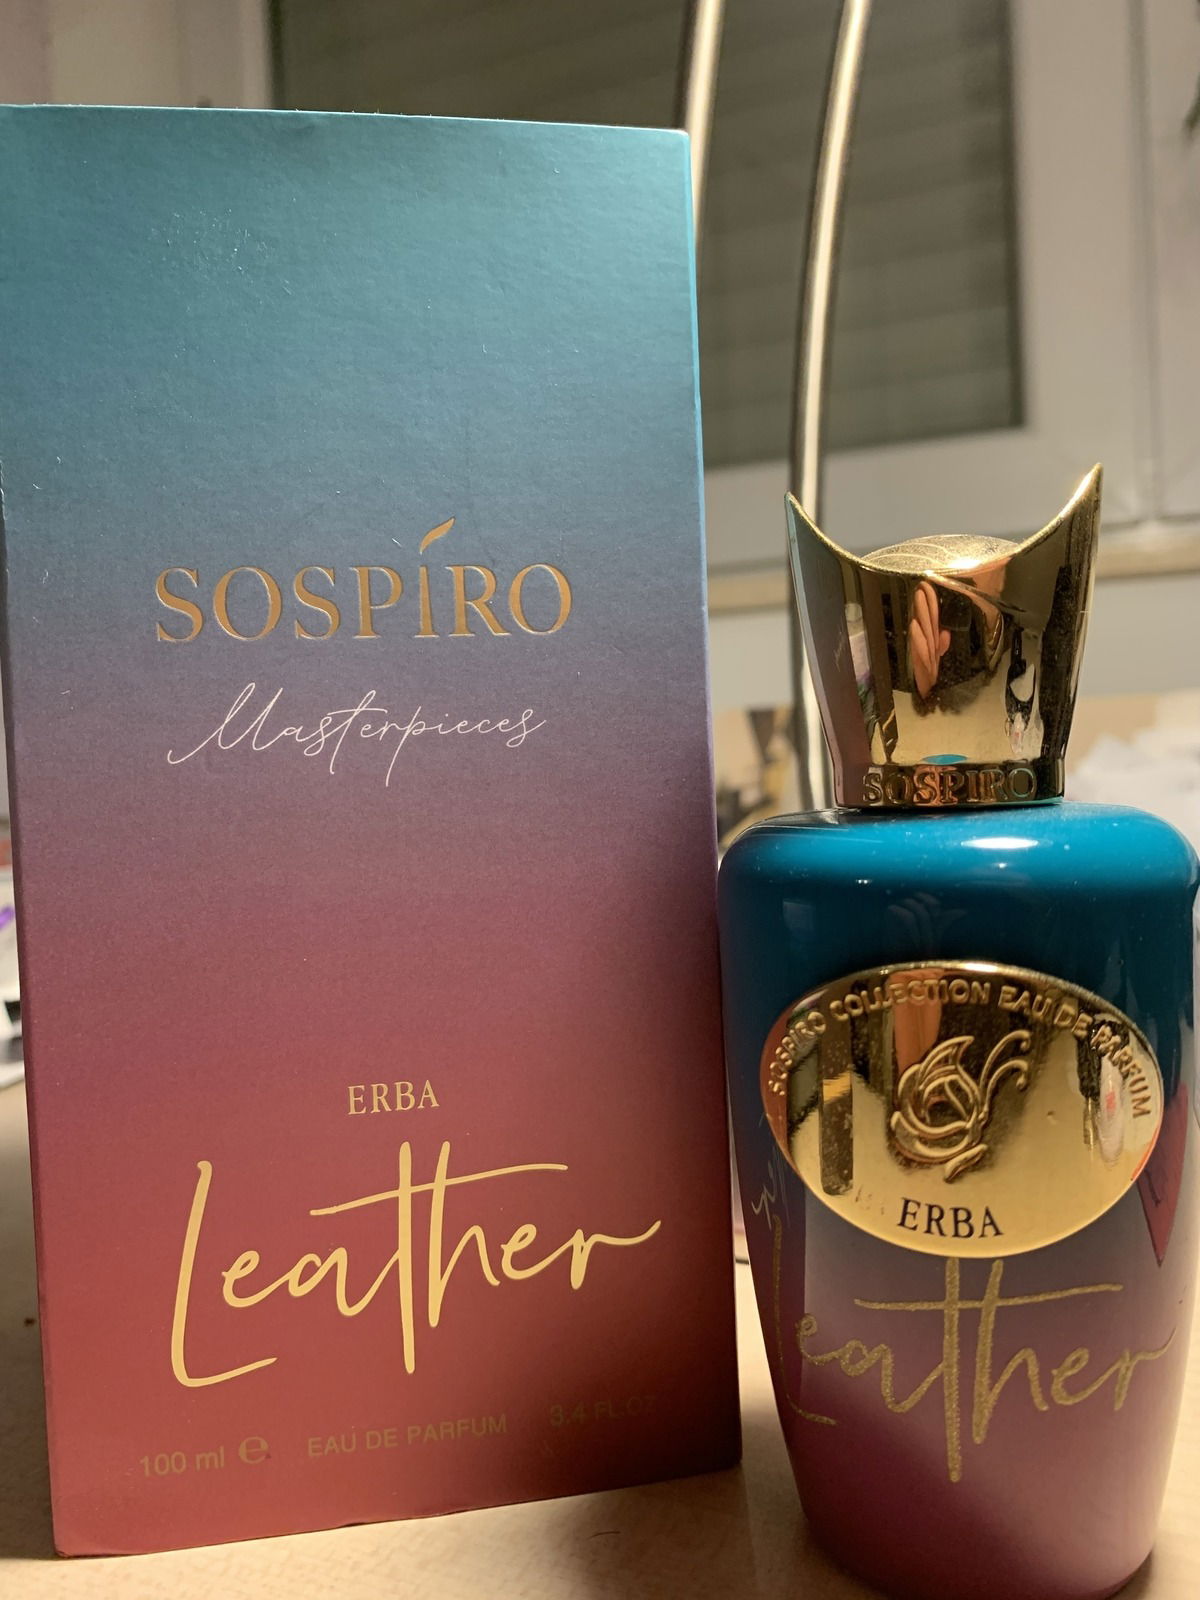 SOSPÍRO
Masterpieces
ERBA
Leather
100 ml e EAU DE PARFUM 3.4 FL.OZ
SOSPIRO
SOSPIRO COLLECTION EAU DE PARFUM
ERBA
Leather